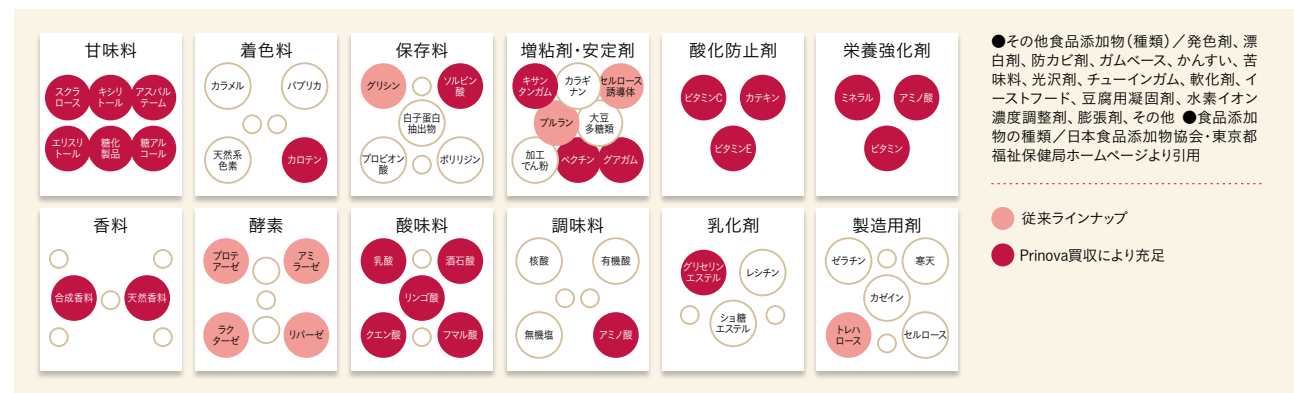 甘味料
スクラ
ロース
キシリ
トール
アスパル
テーム
エリスリ
トール
糖化
製品
糖アル
コール
着色料
カラメル
パプリカ
天然系
色素
カロテン
保存料
グリシン
ソルビン
酸
白子蛋白
抽出物
プロピオン
酸
ポリリジン
増粘剤・安定剤
キサン
タンガム
カラギ
ナン
セルロース
誘導体
プルラン
大豆
多糖類
加工
でん粉
ペクチン
グアガム
酸化防止剤
ビタミンC
カテキン
ビタミンE
栄養強化剤
ミネラル
アミノ酸
ビタミン
香料
合成香料
天然香料
酵素
プロテ
アーゼ
アミ
ラーゼ
ラク
ターゼ
リパーゼ
酸味料
乳酸
酒石酸
リンゴ酸
クエン酸
フマル酸
調味料
核酸
有機酸
無機塩
アミノ酸
乳化剤
グリセリン
エステル
レシチン
ショ糖
エステル
製造用剤
ゼラチン
寒天
カゼイン
トレハ
ロース
セルロース
●その他食品添加物(種類)/発色剤、漂
白剤、防カビ剤、ガムベース、かんすい、苦
味料、光沢剤、チューインガム、軟化剤、イ
ーストフード、豆腐用凝固剤、水素イオン
濃度調整剤、膨張剤、その他 ●食品添加
物の種類/日本食品添加物協会・東京都
福祉保健局ホームページより引用
従来ラインナップ
Prinova買収により充足